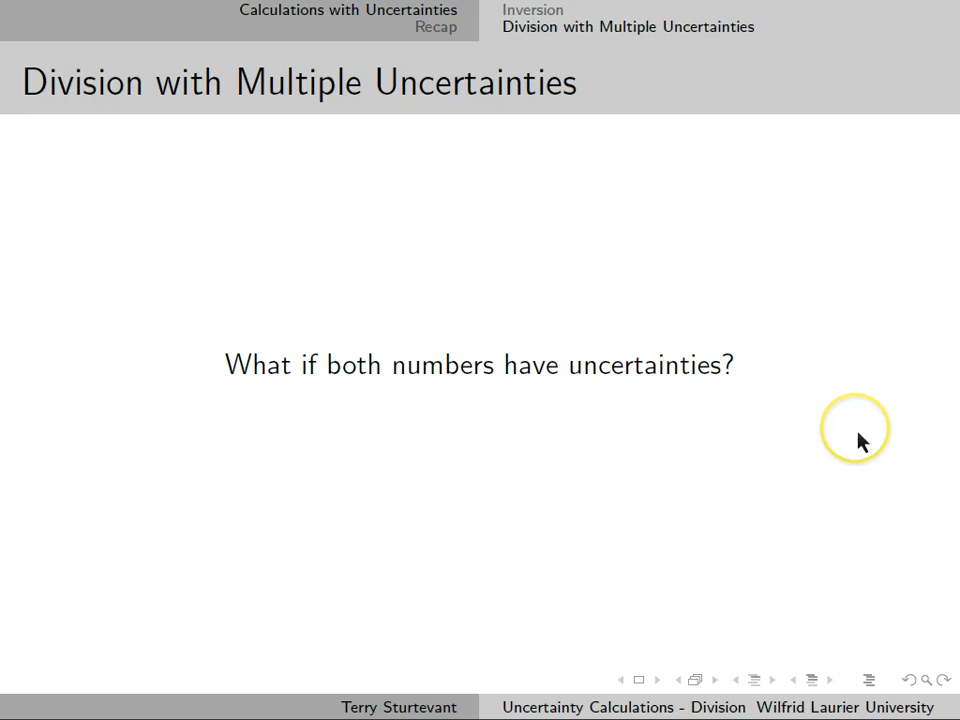 Calculations with Uncertainties
Recap
Inversion
Division with Multiple Uncertainties
Division with Multiple Uncertainties
What if both numbers have uncertainties?
Terry Sturtevant
Uncertainty Calculations - Division Wilfrid Laurier University